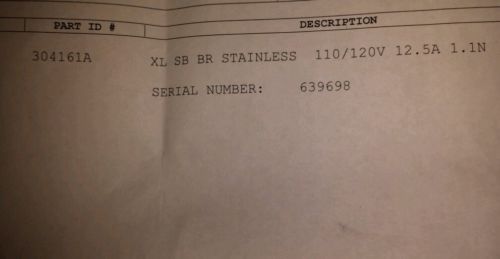 PART ID # DESCRIPTION
304161A XL SB BR STAINLESS 110/120V 12.5A 1.1N
SERIAL NUMBER: 639698